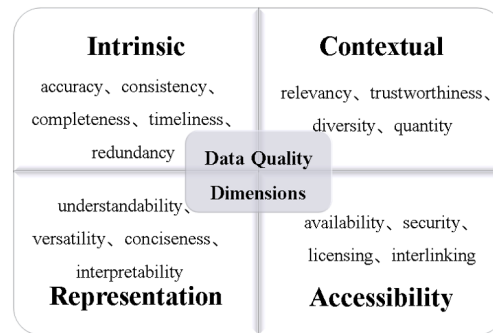 Intrinsic
accuracy、consistency、
completeness、timeliness、
redundancy
Contextual
relevancy、trustworthiness、
diversity、quantity
Data Quality
Dimensions
understandability、
versatility、conciseness、
interpretability
Representation
availability、security、
licensing、interlinking
Accessibility